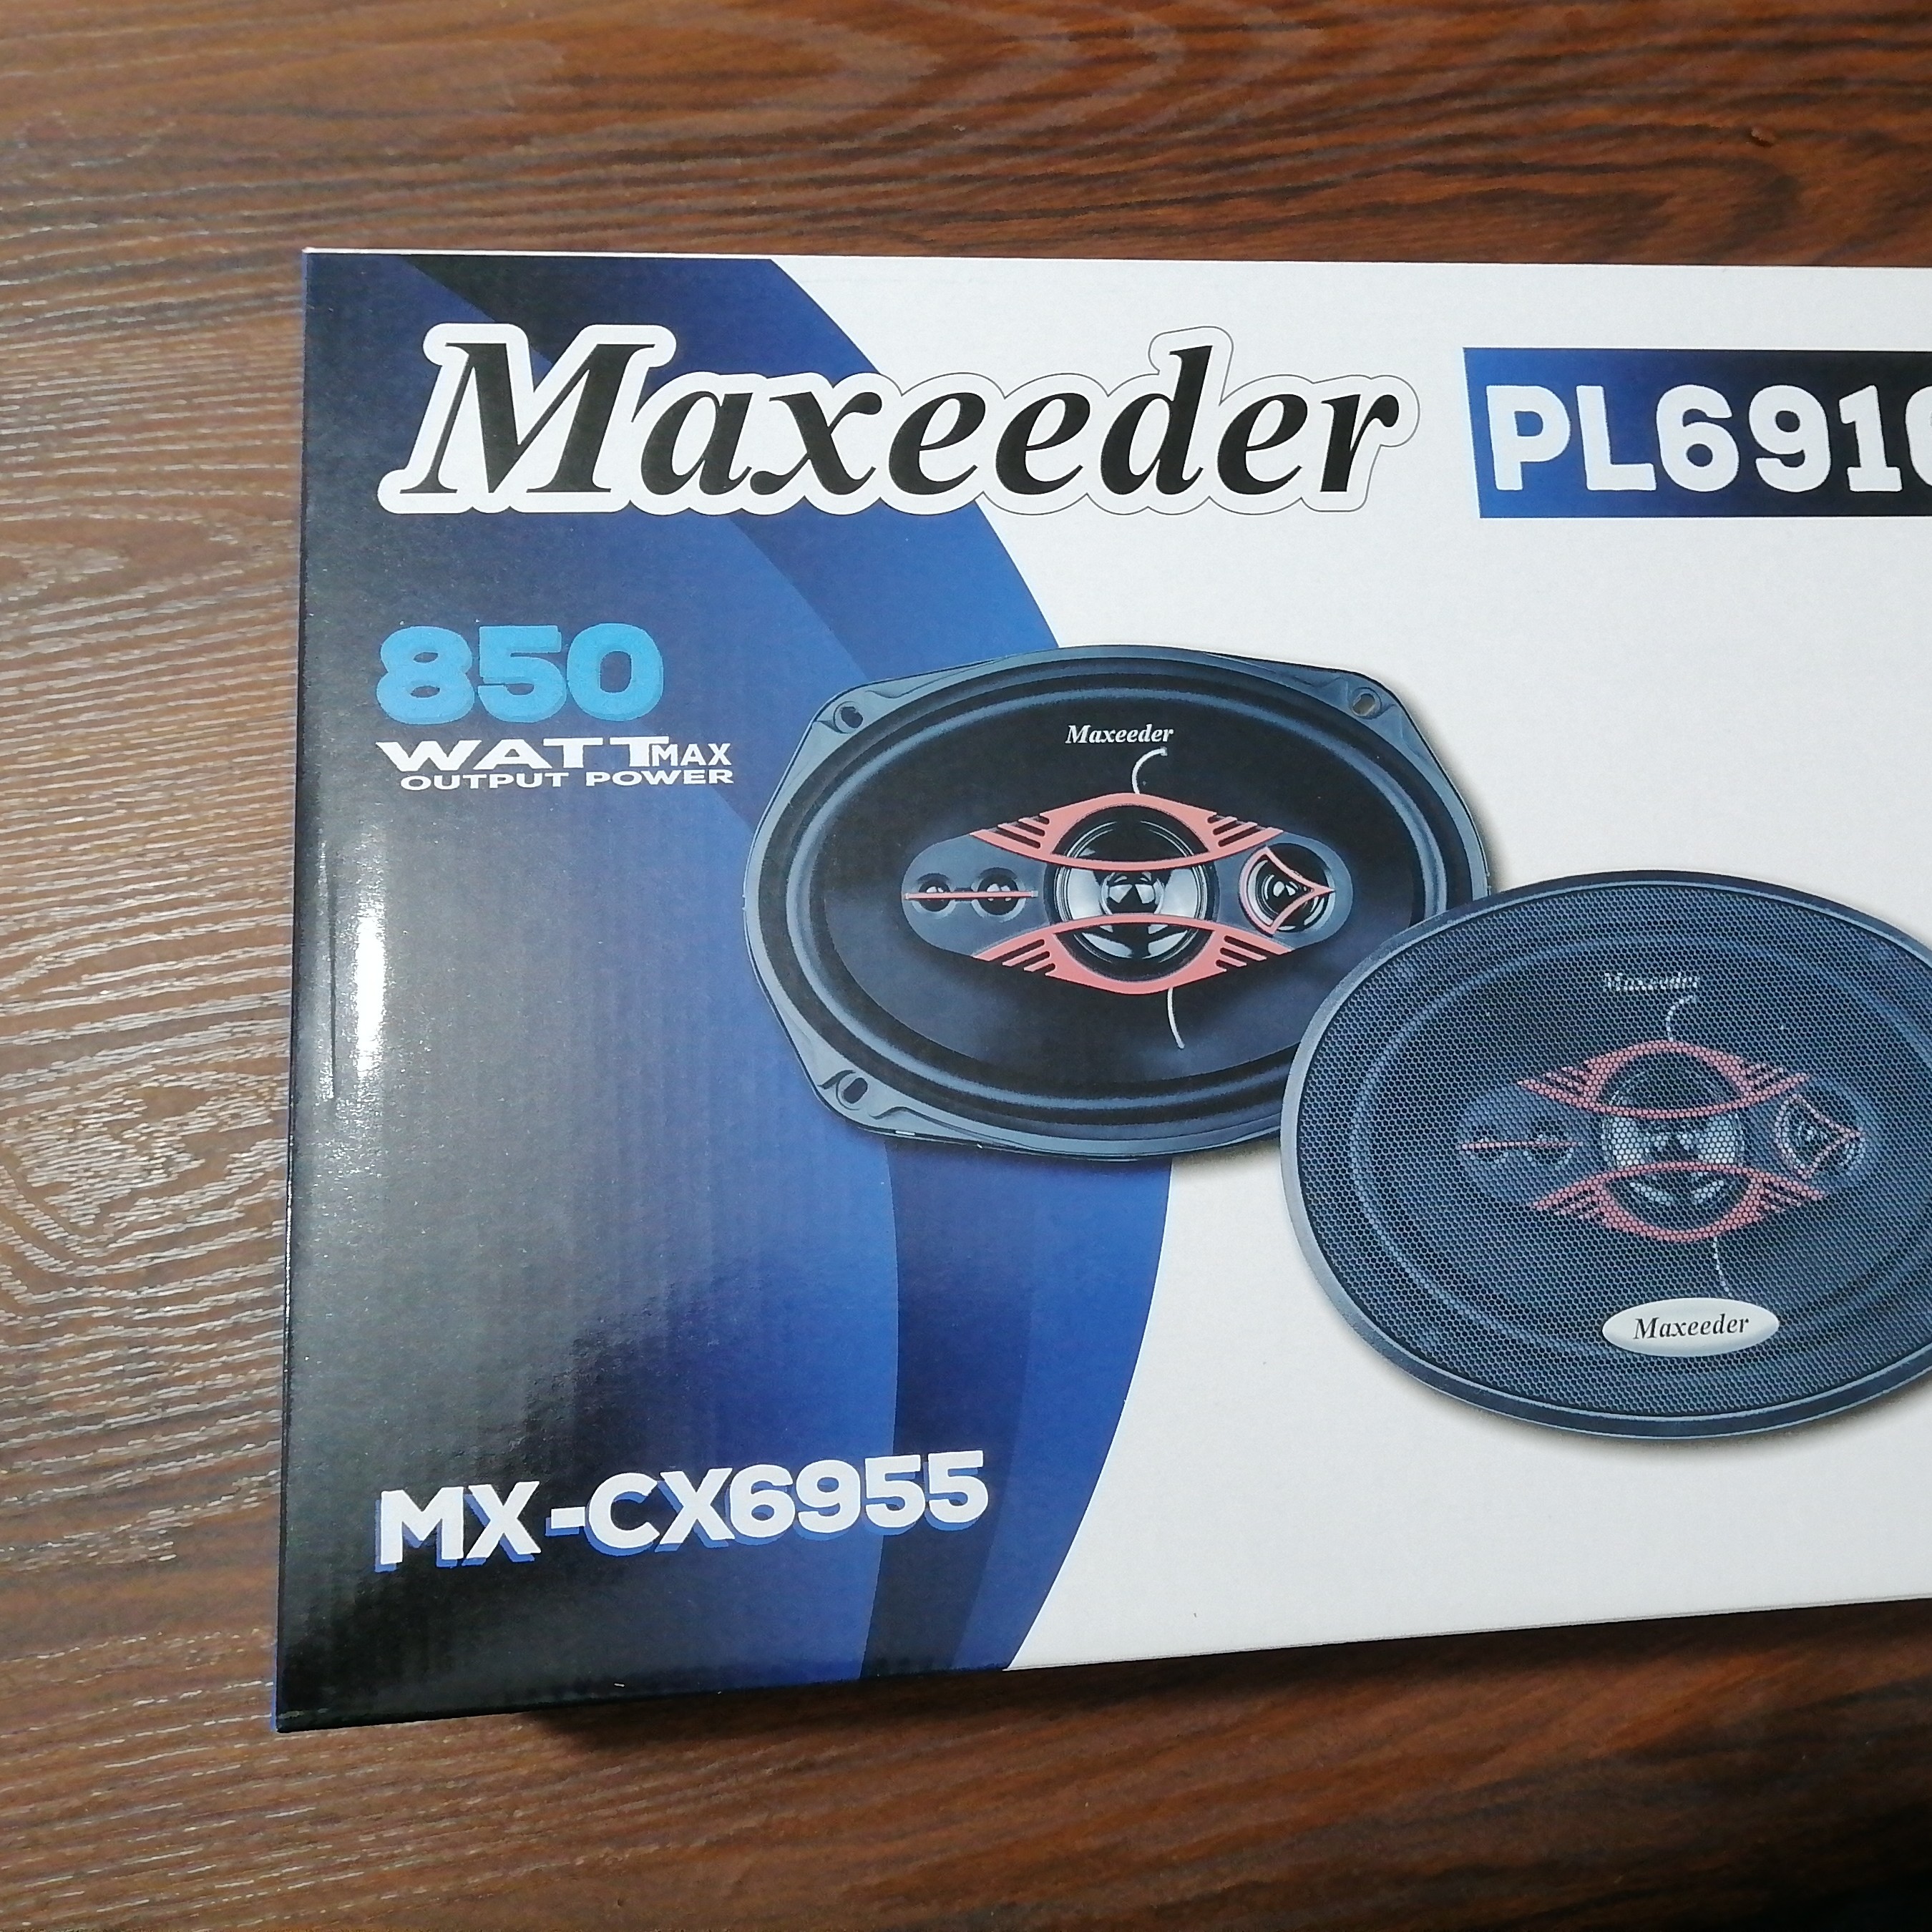 Maxeeder
PL691
850
WATT MAX
OUTPUT POWER
Maxeeder
Maxeeder
Maxeeder
MX-CX6955